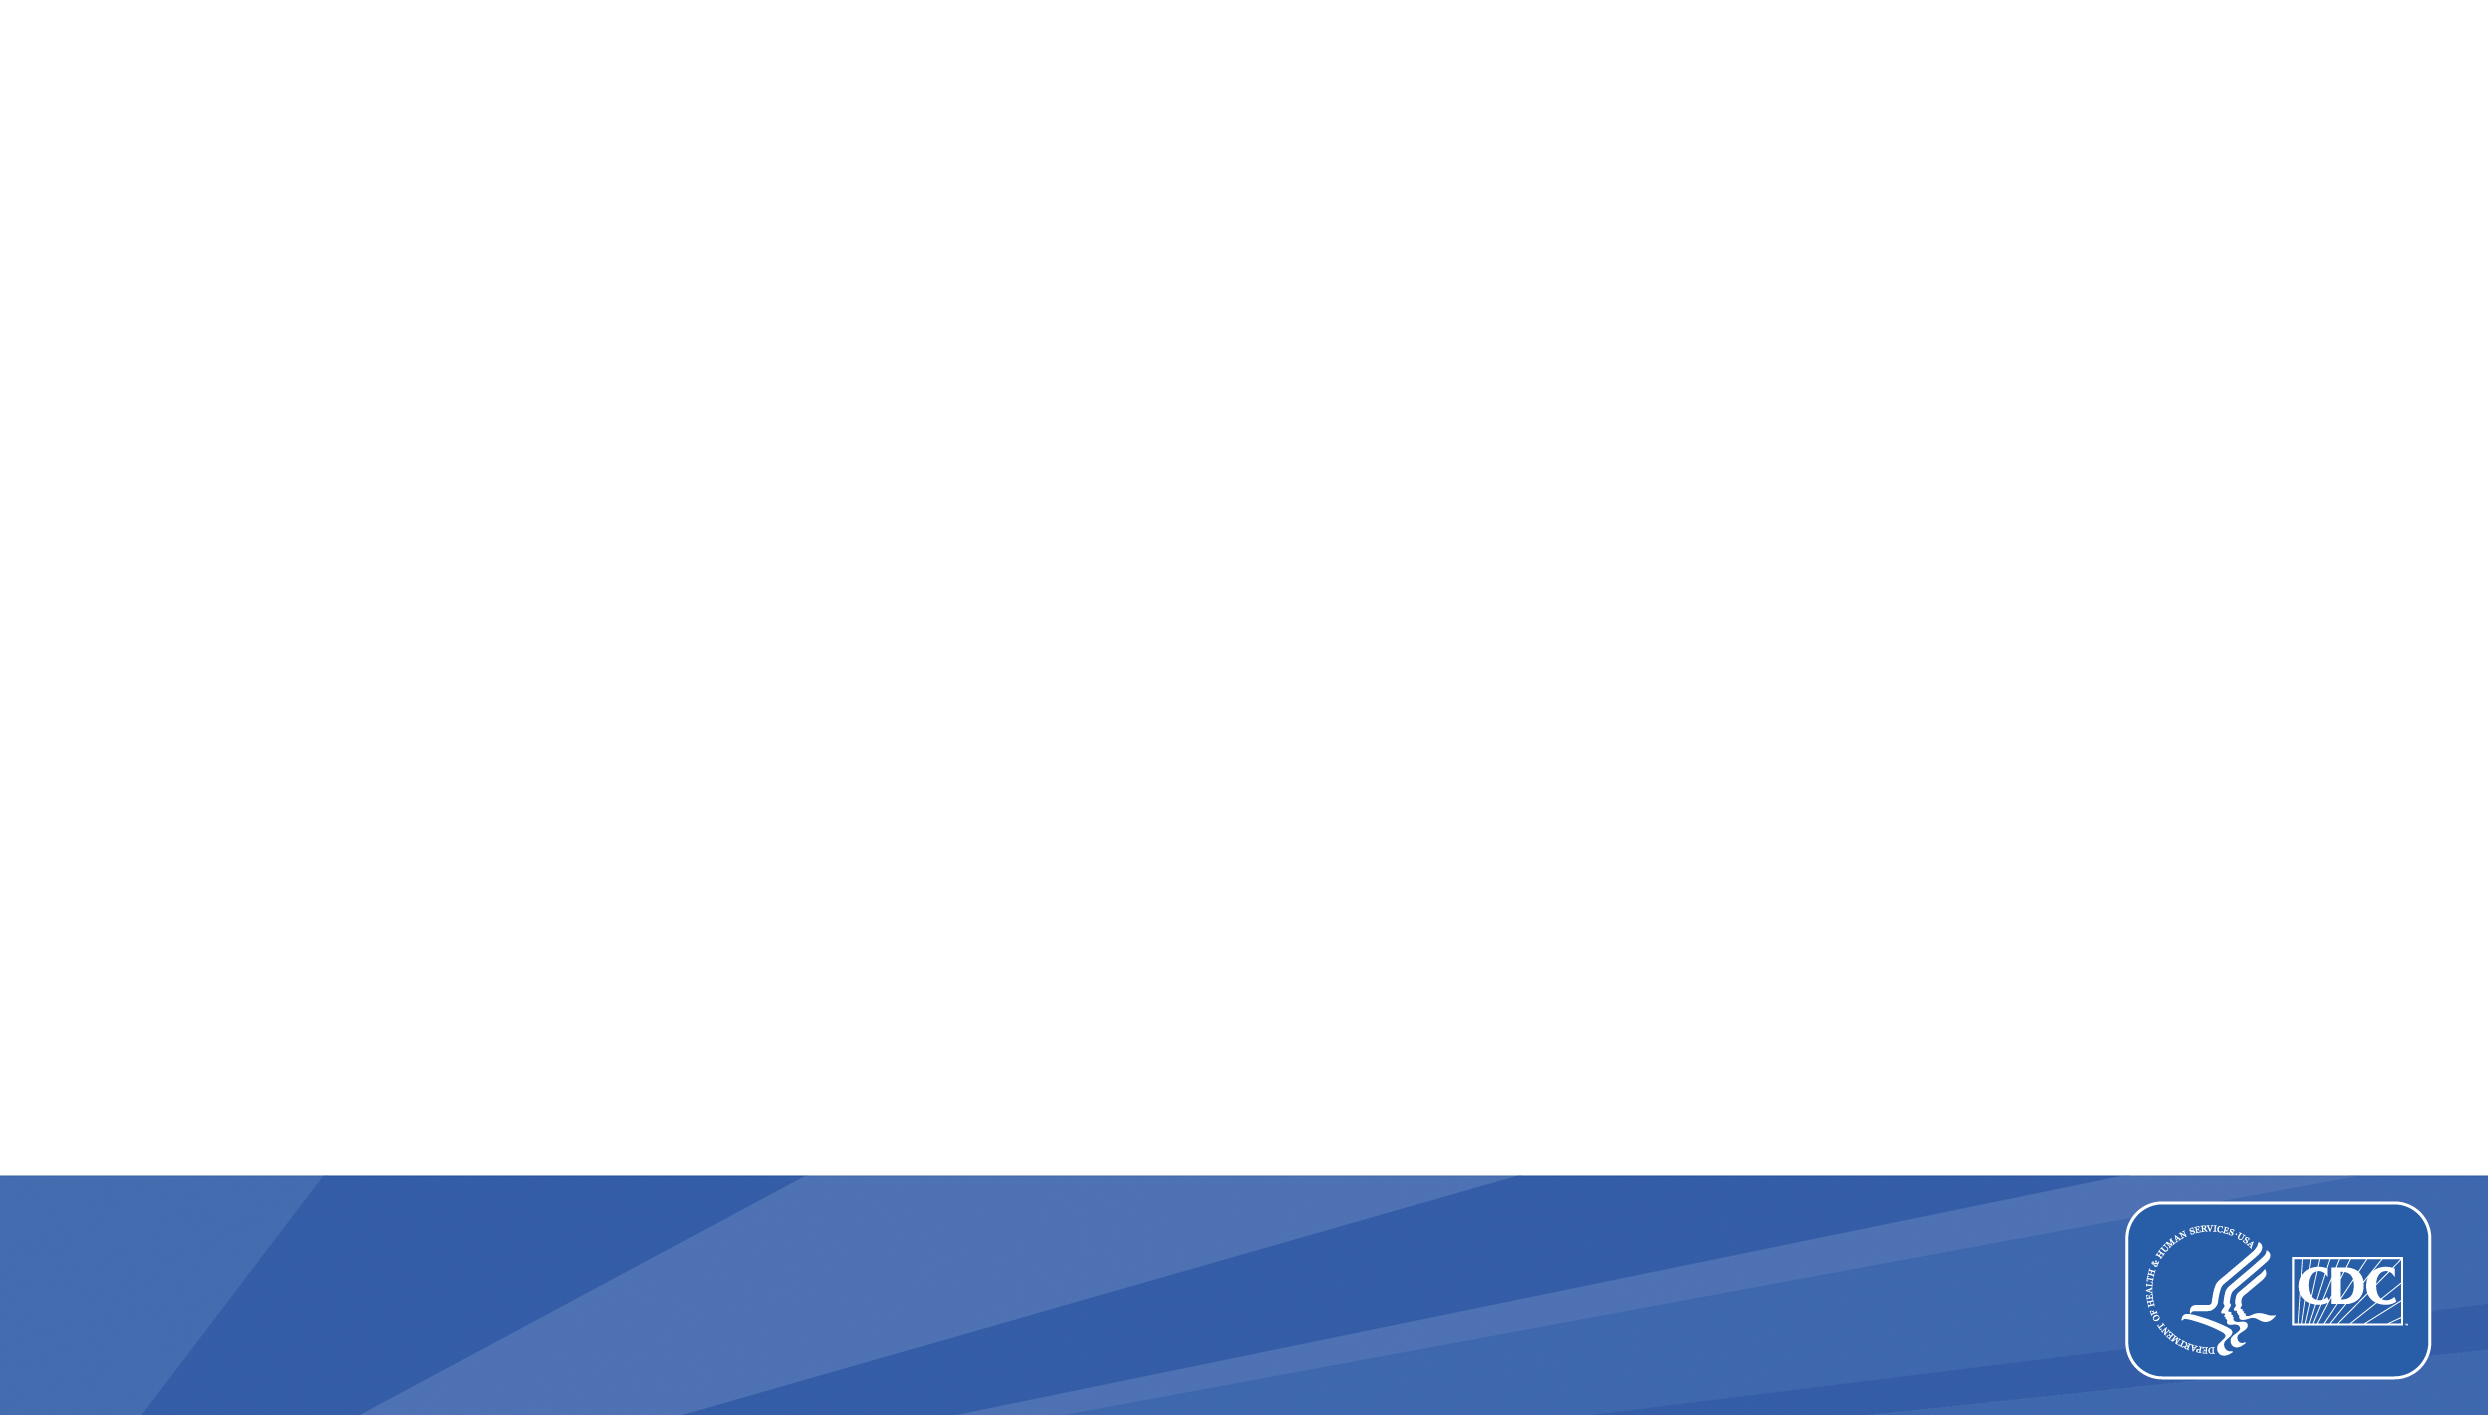 DEPARTMENT OF HEALTH & HUMAN SERVICES · USA
CDC